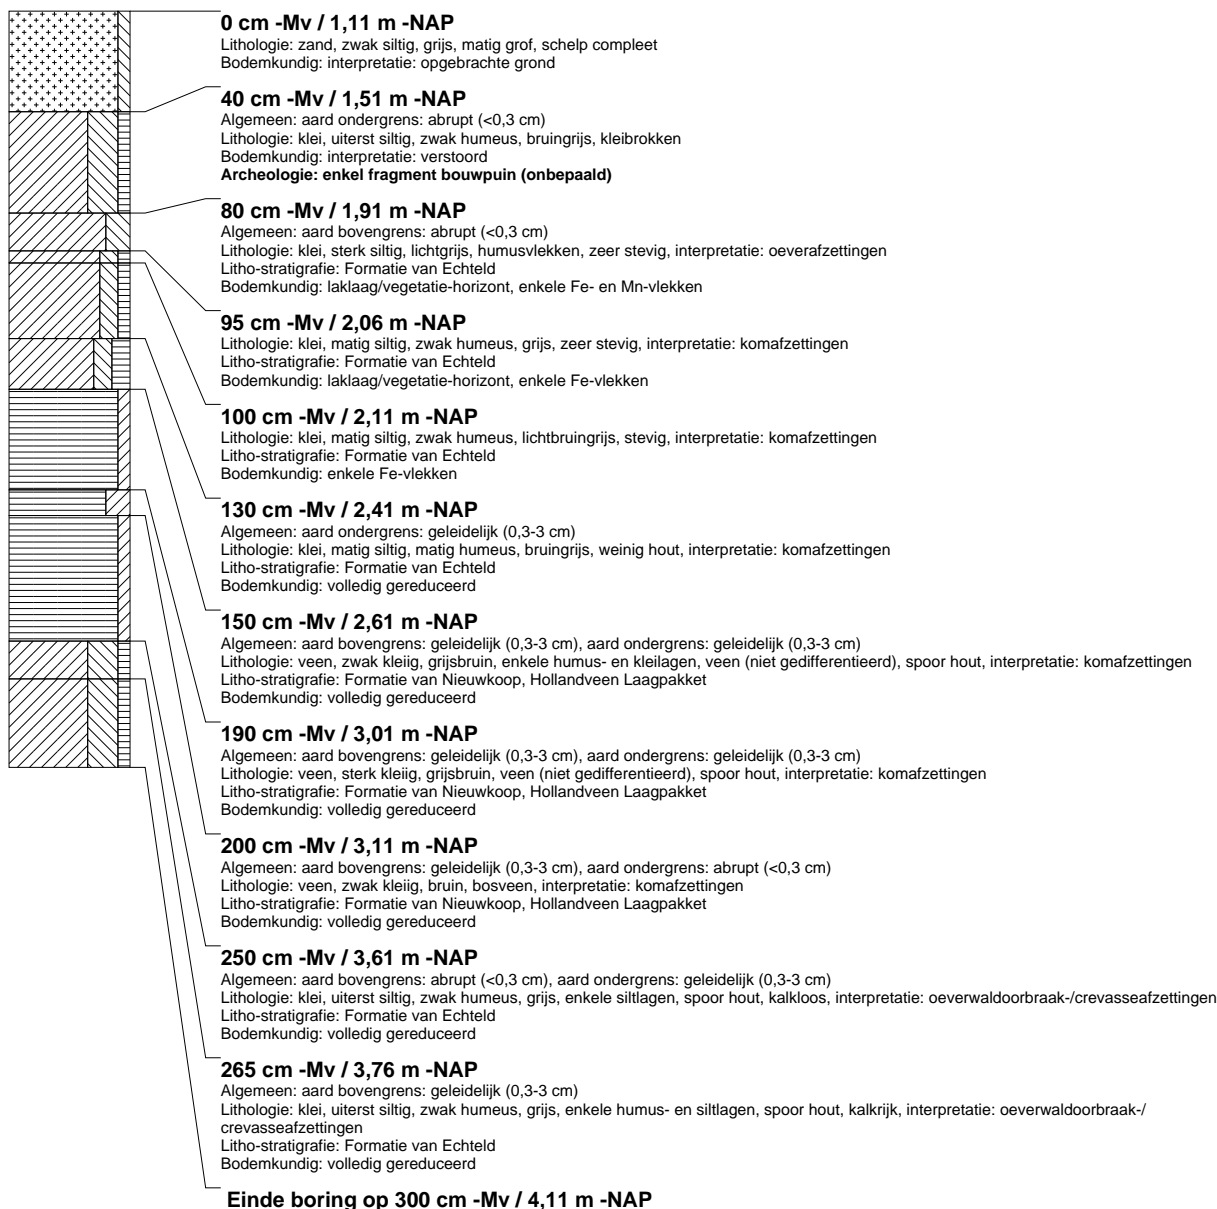 0 cm -Mv / 1,11 m -NAP
Lithologie: zand, zwak siltig, grijs, matig grof, schelp compleet
Bodemkundig: interpretatie: opgebrachte grond
40 cm -Mv / 1,51 m -NAP
Algemeen: aard ondergrens: abrupt (<0,3 cm)
Lithologie: klei, uiterst siltig, zwak humeus, bruingrijs, kleibrokken
Bodemkundig: interpretatie: verstoord
Archeologie: enkel fragment bouwpuin (onbepaald)
80 cm -Mv / 1,91 m -NAP
Algemeen: aard bovengrens: abrupt (<0,3 cm)
Lithologie: klei, sterk siltig, lichtgrijs, humusvlekken, zeer stevig, interpretatie: oeverafzettingen
Litho-stratigrafie: Formatie van Echteld
Bodemkundig: laklaag/vegetatie-horizont, enkele Fe- en Mn-vlekken
95 cm -Mv / 2,06 m -NAP
Lithologie: klei, matig siltig, zwak humeus, grijs, zeer stevig, interpretatie: komafzettingen
Litho-stratigrafie: Formatie van Echteld
Bodemkundig: laklaag/vegetatie-horizont, enkele Fe-vlekken
100 cm -Mv / 2,11 m -NAP
Lithologie: klei, matig siltig, zwak humeus, lichtbruingrijs, stevig, interpretatie: komafzettingen
Litho-stratigrafie: Formatie van Echteld
Bodemkundig: enkele Fe-vlekken
130 cm -Mv / 2,41 m -NAP
Algemeen: aard ondergrens: geleidelijk (0,3-3 cm)
Lithologie: klei, matig siltig, matig humeus, bruingrijs, weinig hout, interpretatie: komafzettingen
Litho-stratigrafie: Formatie van Echteld
Bodemkundig: volledig gereduceerd
150 cm -Mv / 2,61 m -NAP
Algemeen: aard bovengrens: geleidelijk (0,3-3 cm), aard ondergrens: geleidelijk (0,3-3 cm)
Lithologie: veen, zwak kleiig, grijsbruin, enkele humus- en kleilagen, veen (niet gedifferentieerd), spoor hout, interpretatie: komafzettingen
Litho-stratigrafie: Formatie van Nieuwkoop, Hollandveen Laagpakket
Bodemkundig: volledig gereduceerd
190 cm -Mv / 3,01 m -NAP
Algemeen: aard bovengrens: geleidelijk (0,3-3 cm), aard ondergrens: geleidelijk (0,3-3 cm)
Lithologie: veen, sterk kleiig, grijsbruin, veen (niet gedifferentieerd), spoor hout, interpretatie: komafzettingen
Litho-stratigrafie: Formatie van Nieuwkoop, Hollandveen Laagpakket
Bodemkundig: volledig gereduceerd
200 cm -Mv / 3,11 m -NAP
Algemeen: aard bovengrens: geleidelijk (0,3-3 cm), aard ondergrens: abrupt (<0,3 cm)
Lithologie: veen, zwak kleiig, bruin, bosveen, interpretatie: komafzettingen
Litho-stratigrafie: Formatie van Nieuwkoop, Hollandveen Laagpakket
Bodemkundig: volledig gereduceerd
250 cm -Mv / 3,61 m -NAP
Algemeen: aard bovengrens: abrupt (<0,3 cm), aard ondergrens: geleidelijk (0,3-3 cm)
Lithologie: klei, uiterst siltig, zwak humeus, grijs, enkele siltlagen, spoor hout, kalkloos, interpretatie: oeverwaldoorbraak-/crevasseafzettingen
Litho-stratigrafie: Formatie van Echteld
Bodemkundig: volledig gereduceerd
265 cm -Mv / 3,76 m -NAP
Algemeen: aard bovengrens: geleidelijk (0,3-3 cm)
Lithologie: klei, uiterst siltig, zwak humeus, grijs, enkele humus- en siltlagen, spoor hout, kalkrijk, interpretatie: oeverwaldoorbraak-/
crevasseafzettingen
Litho-stratigrafie: Formatie van Echteld
Bodemkundig: volledig gereduceerd
Einde boring op 300 cm -Mv / 4,11 m -NAP